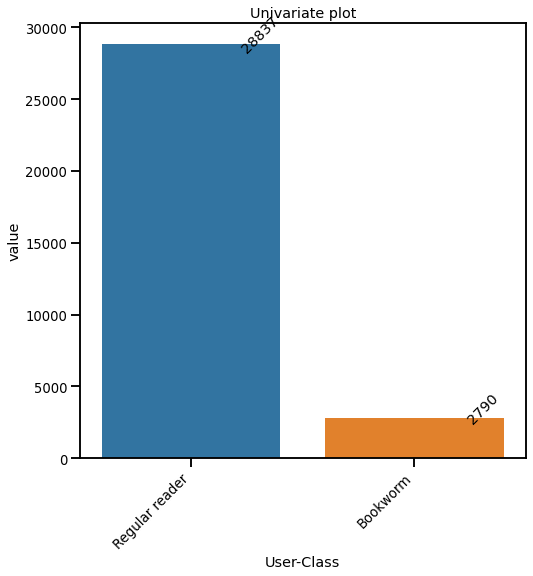 Univariate plot
30000
25000
20000
15000
10000
5000
0
value
28837
2790
Regular reader
Bookworm
User-Class